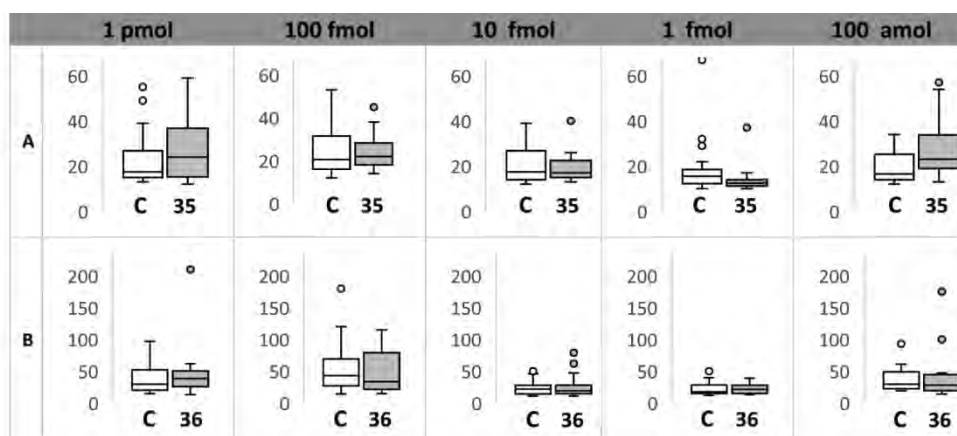 1 pmol 100 fmol 10 fmol 1 fmol 100 amol
A
60 60 60 60 60
40 40 40 40 40
20 20 20 20 20
0 0 0 0 0
C 35 C 35 C 35 C 35 C 35
B
200 200 200 200 200
150 150 150 150 150
100 100 100 100 100
50 50 50 50 50
0 0 0 0 0
C 36 C 36 C 36 C 36 C 36